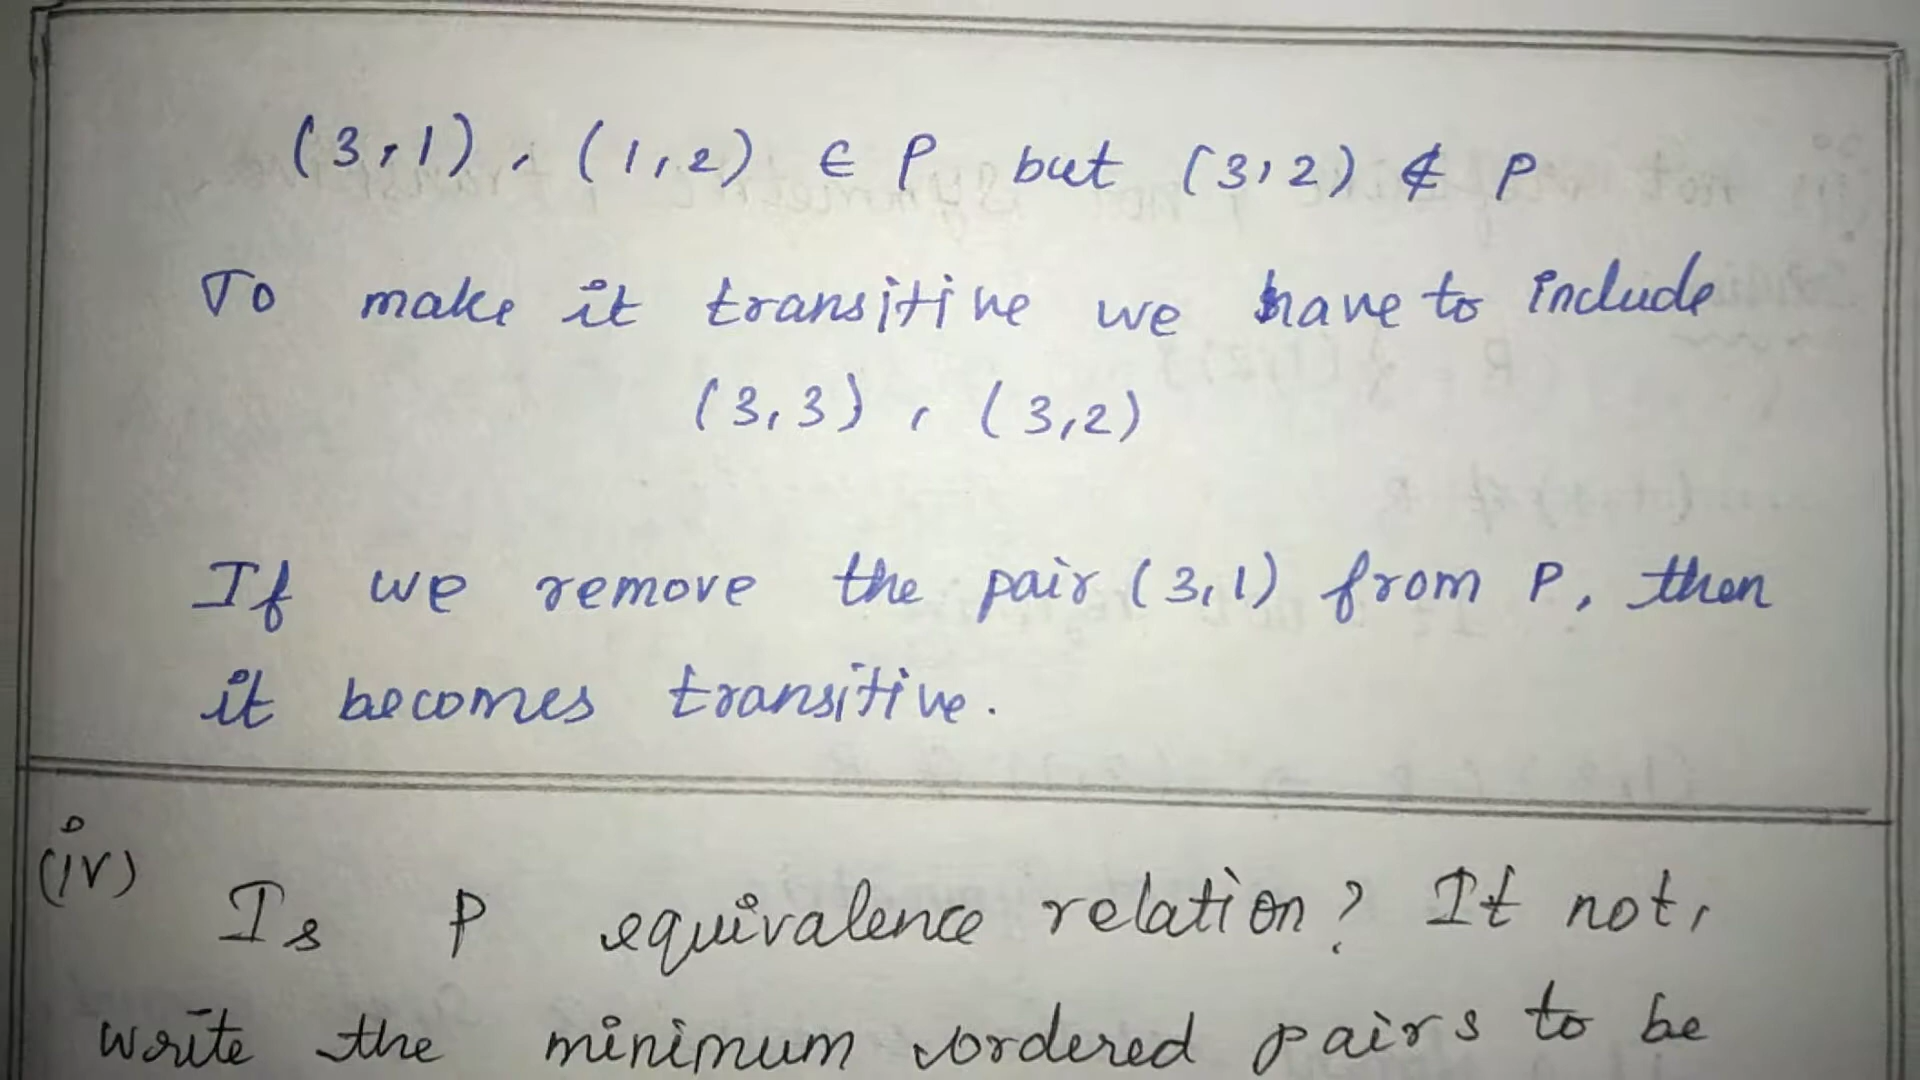 (3,1), (1,2) ∈ P but (3,2) ∉ P
To make it transitive we have to include
(3,3), (3,2)
If we remove the pair (3,1) from P, then
it becomes transitive.
(iv) Is P equivalence relation? If not,
write the minimum ordered pairs to be